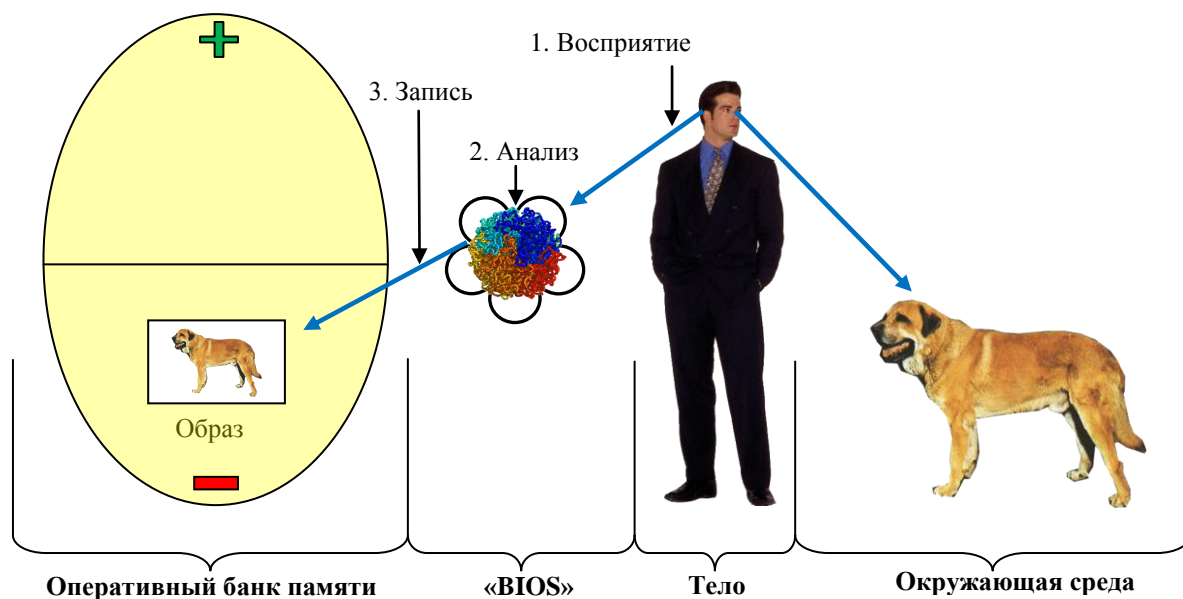 1. Восприятие
3. Запись
2. Анализ
Образ
Оперативный банк памяти
«BIOS»
Тело
Окружающая среда